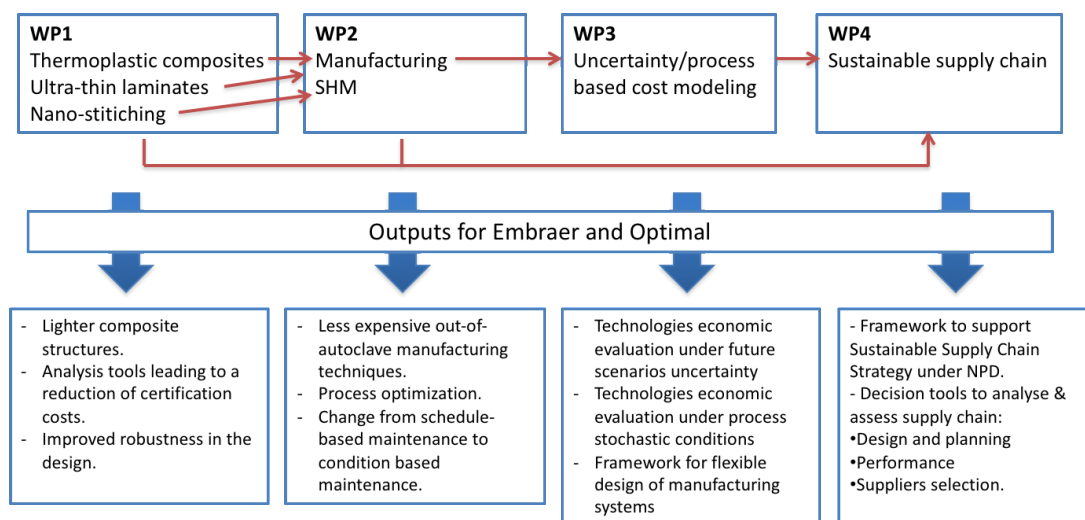 WP1
Thermoplastic composites
Ultra-thin laminates
Nano-stitiching
WP2
Manufacturing
SHM
WP3
Uncertainty/process
based cost modeling
WP4
Sustainable supply chain
Outputs for Embraer and Optimal
- Lighter composite
structures.
- Analysis tools leading to a
reduction of certification
costs.
- Improved robustness in the
design.
- Less expensive out-of-
autoclave manufacturing
techniques.
- Process optimization.
- Change from schedule-
based maintenance to
condition based
maintenance.
- Technologies economic
evaluation under future
scenarios uncertainty
- Technologies economic
evaluation under process
stochastic conditions
- Framework for flexible
design of manufacturing
systems
- Framework to support
Sustainable Supply Chain
Strategy under NPD.
- Decision tools to analyse &
assess supply chain:
•Design and planning
•Performance
•Suppliers selection.